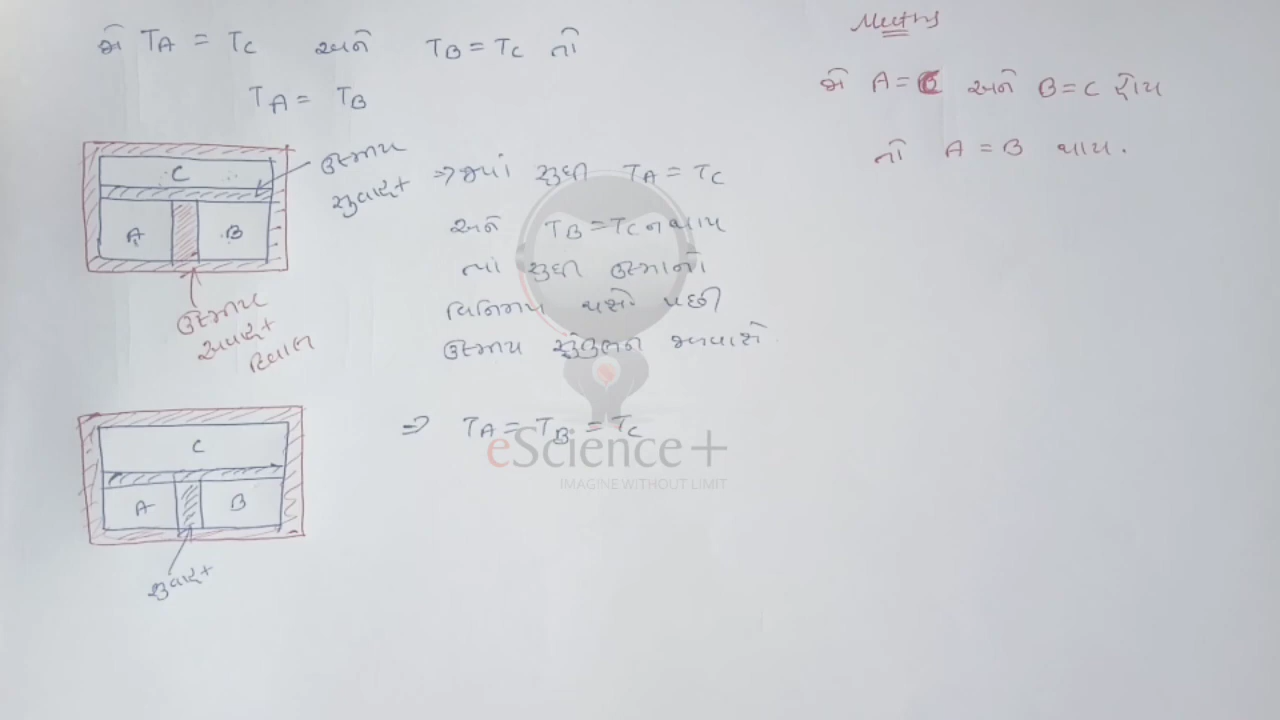 જો TA = TC અને TB = TC તો
TA = TB
Maths
જો A = C અને B = C હોય
તો A = B થાય.
C
A
B
ઉષ્માય
સુવાહક
ઉષ્માય
અવાહક
દિવાલ
⇒ જ્યાં સુધી TA = TC
અને TB = TC ન થાય
ત્યાં સુધી ઉષ્માનો
વિનિમય થશે. પછી
ઉષ્માય સંતુલન જળવાશે.
C
A
B
સુવાહક
⇒ TA = TB = TC
eScience+
IMAGINE WITHOUT LIMIT